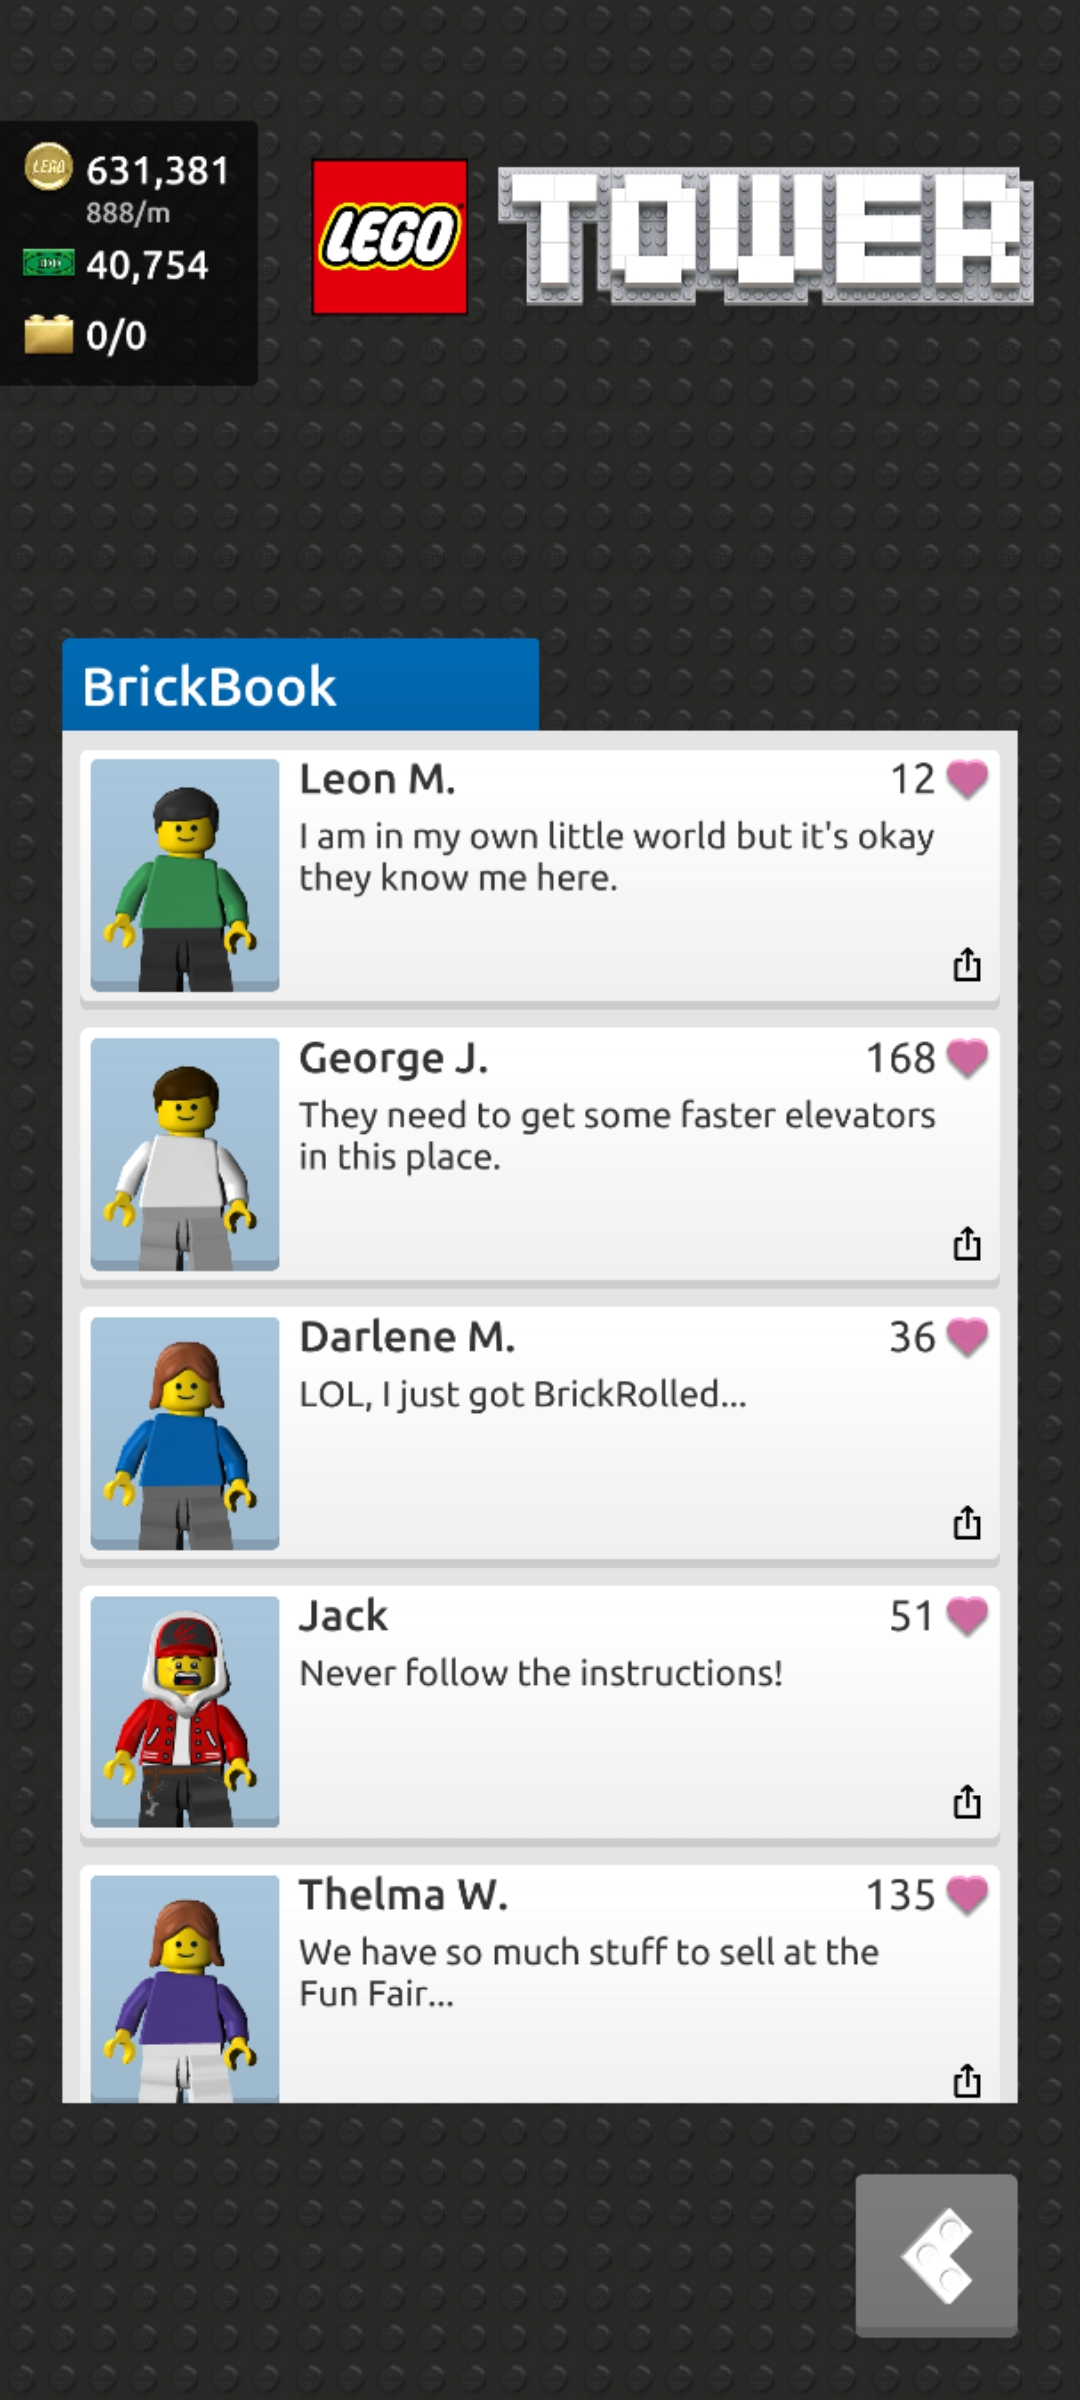 LEGO
631,381
888/m
40,754
0/0
LEGO
TOWER
BrickBook
Leon M.
12
I am in my own little world but it's okay
they know me here.
George J.
168
They need to get some faster elevators
in this place.
Darlene M.
36
LOL, I just got BrickRolled...
Jack
51
Never follow the instructions!
Thelma W.
135
We have so much stuff to sell at the
Fun Fair...